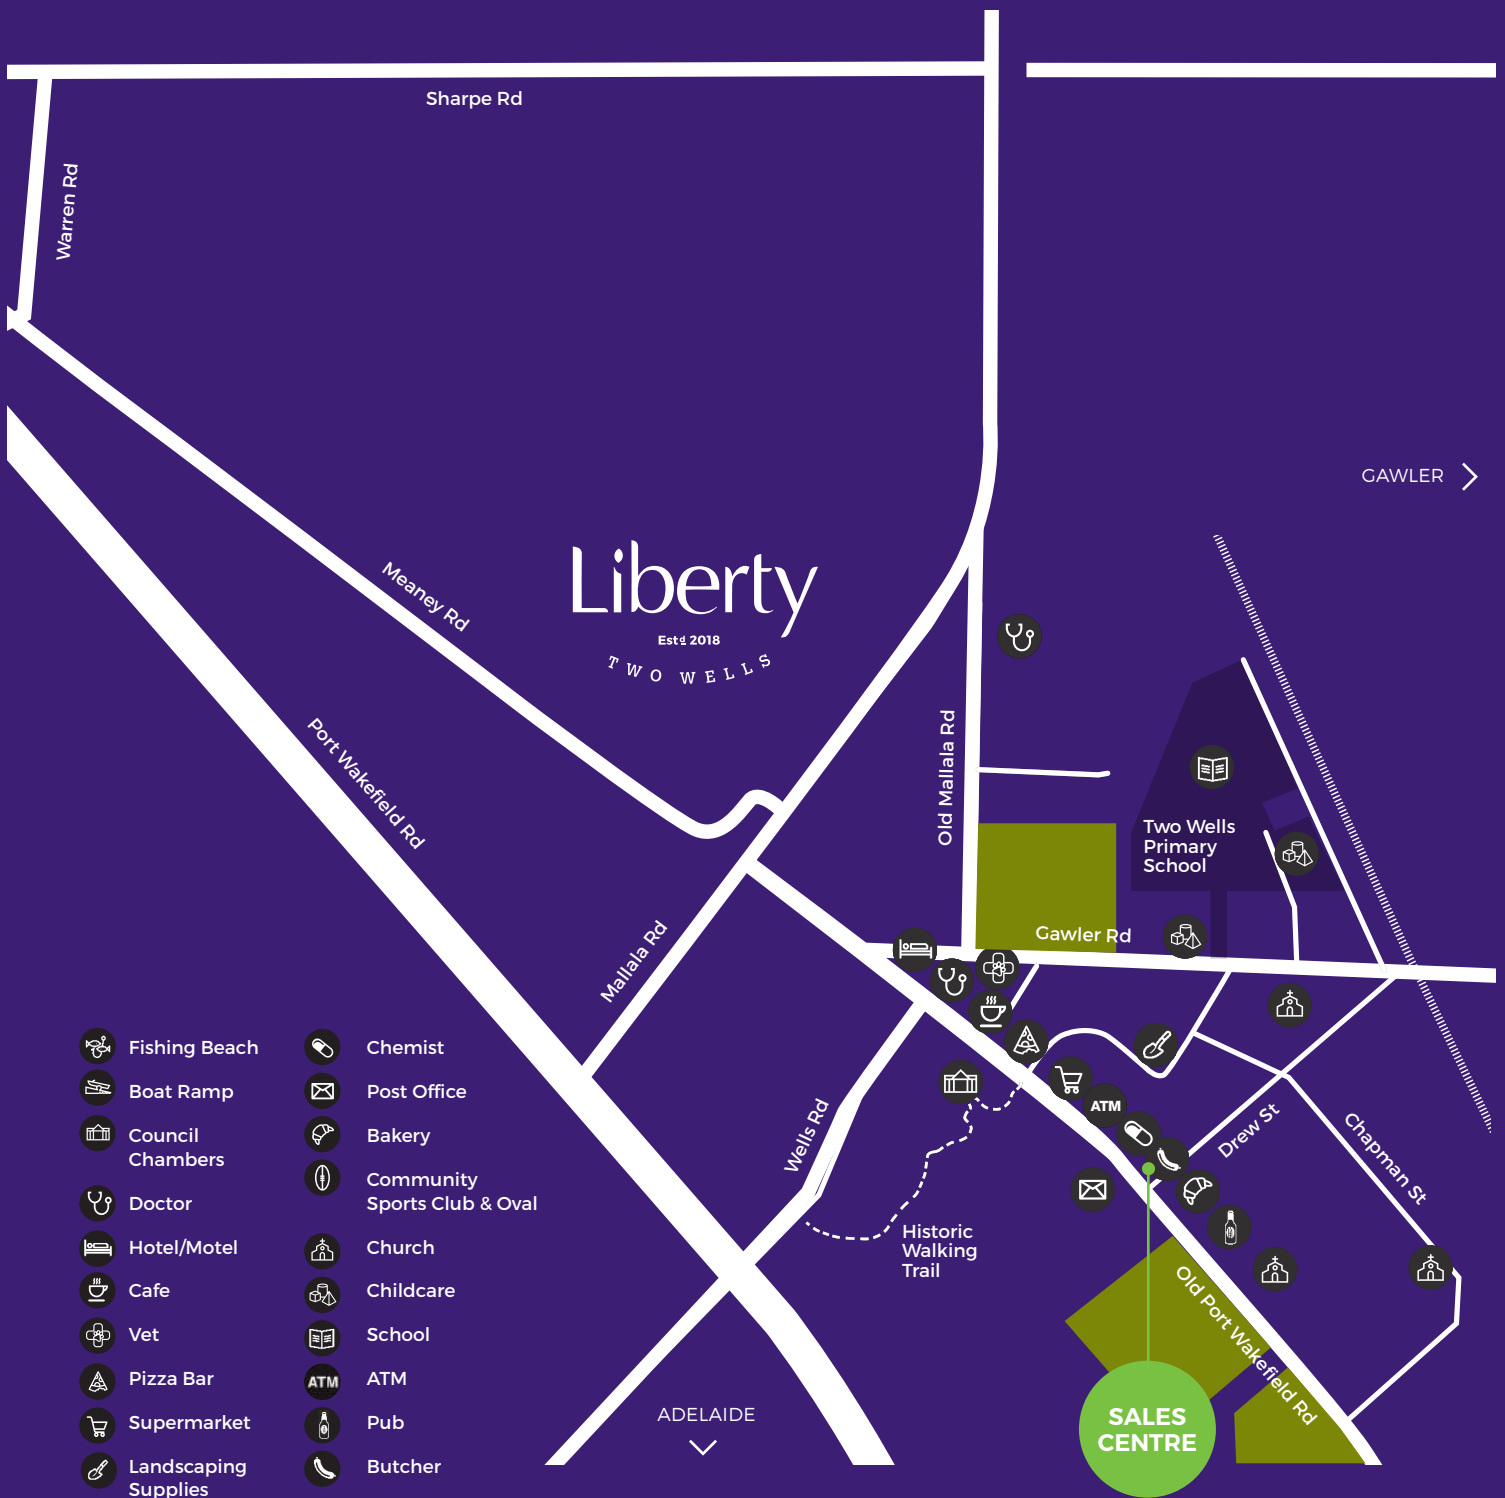 Sharpe Rd
Warren Rd
GAWLER
Meaney Rd
Liberty
Estd 2018
TWO WELLS
Port Wakefield Rd
Old Mallala Rd
Two Wells
Primary
School
Gawler Rd
Mallala Rd
Wells Rd
ATM
Drew St
Chapman St
Historic
Walking
Trail
Old Port Wakefield Rd
ADELAIDE
SALES
CENTRE
Fishing Beach
Boat Ramp
Council
Chambers
Doctor
Hotel/Motel
Cafe
Vet
Pizza Bar
Supermarket
Landscaping
Supplies
Chemist
Post Office
Bakery
Community
Sports Club & Oval
Church
Childcare
School
ATM ATM
Pub
Butcher